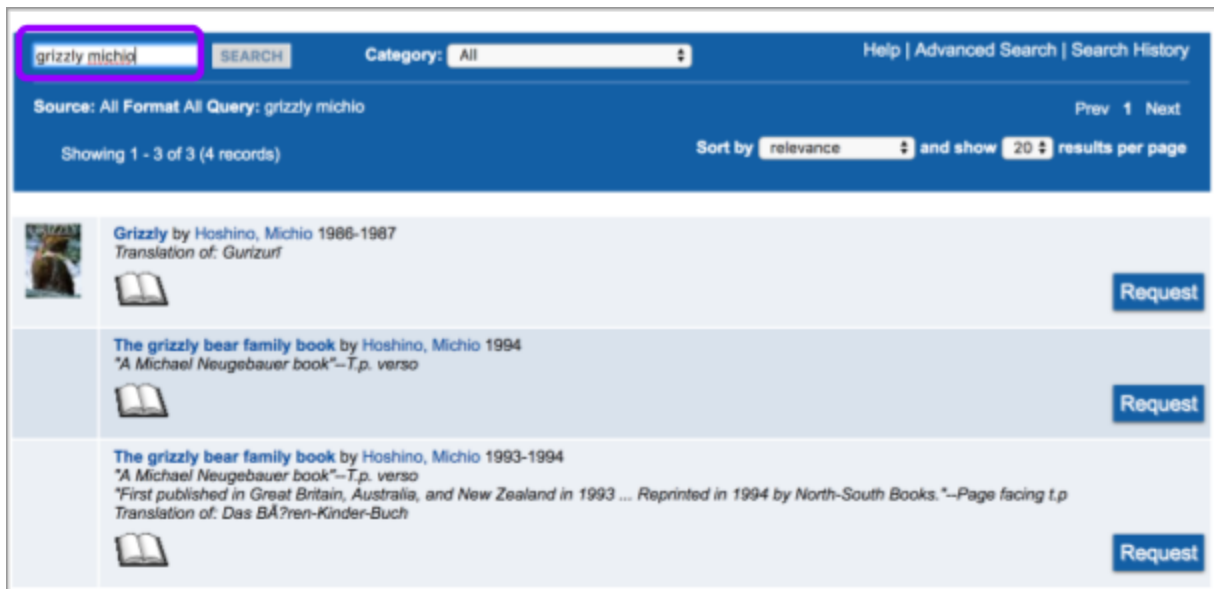 grizzly michio SEARCH Category: All Help | Advanced Search | Search History
Source: All Format All Query: grizzly michio Prev 1 Next
Showing 1 - 3 of 3 (4 records) Sort by relevance and show 20 results per page
Grizzly by Hoshino, Michio 1986-1987
Translation of: Gurizurī
Request
The grizzly bear family book by Hoshino, Michio 1994
"A Michael Neugebauer book"--T.p. verso
Request
The grizzly bear family book by Hoshino, Michio 1993-1994
"A Michael Neugebauer book"--T.p. verso
"First published in Great Britain, Australia, and New Zealand in 1993 ... Reprinted in 1994 by North-South Books."--Page facing t.p
Translation of: Das BÃ?ren-Kinder-Buch
Request